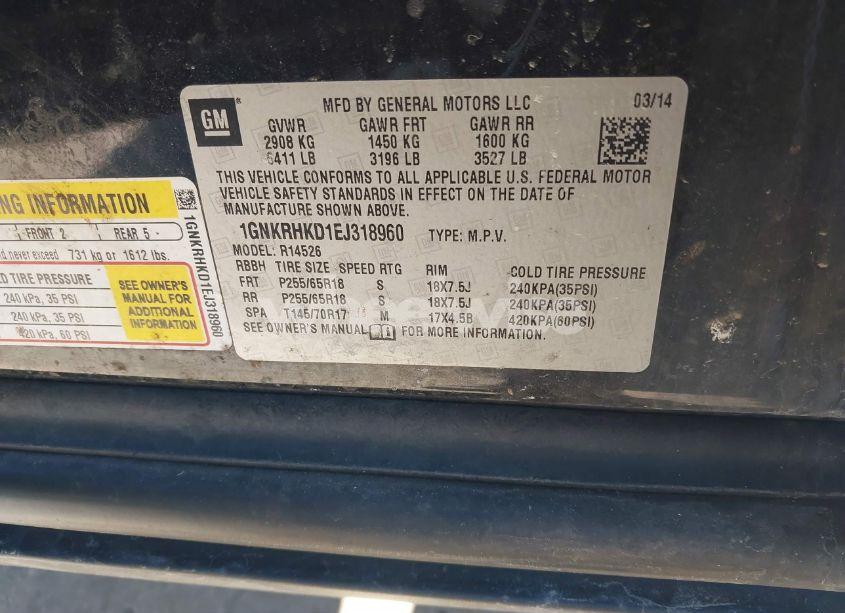 GM
MFD BY GENERAL MOTORS LLC
03/14
GVWR GAWR FRT GAWR RR
2908 KG 1450 KG 1600 KG
6411 LB 3196 LB 3527 LB
THIS VEHICLE CONFORMS TO ALL APPLICABLE U.S. FEDERAL MOTOR
VEHICLE SAFETY STANDARDS IN EFFECT ON THE DATE OF
MANUFACTURE SHOWN ABOVE.
1GNKRHKD1EJ318960 TYPE: M.P.V.
MODEL: R14526
RBBH TIRE SIZE SPEED RTG RIM COLD TIRE PRESSURE
FRT P255/65R18 S 18X7.5J 240KPA(35PSI)
RR P255/65R18 S 18X7.5J 240KPA(35PSI)
SPA T145/70R17 M 17X4.5B 420KPA(60PSI)
SEE OWNER'S MANUAL FOR MORE INFORMATION.
NG INFORMATION
FRONT 2 REAR 5
never exceed 731 kg or 1612 lbs.
TIRE PRESSURE
240 kPa, 35 PSI
240 kPa, 35 PSI
420 kPa, 60 PSI
SEE OWNER'S
MANUAL FOR
ADDITIONAL
INFORMATION
1GNKRHKD1EJ318960